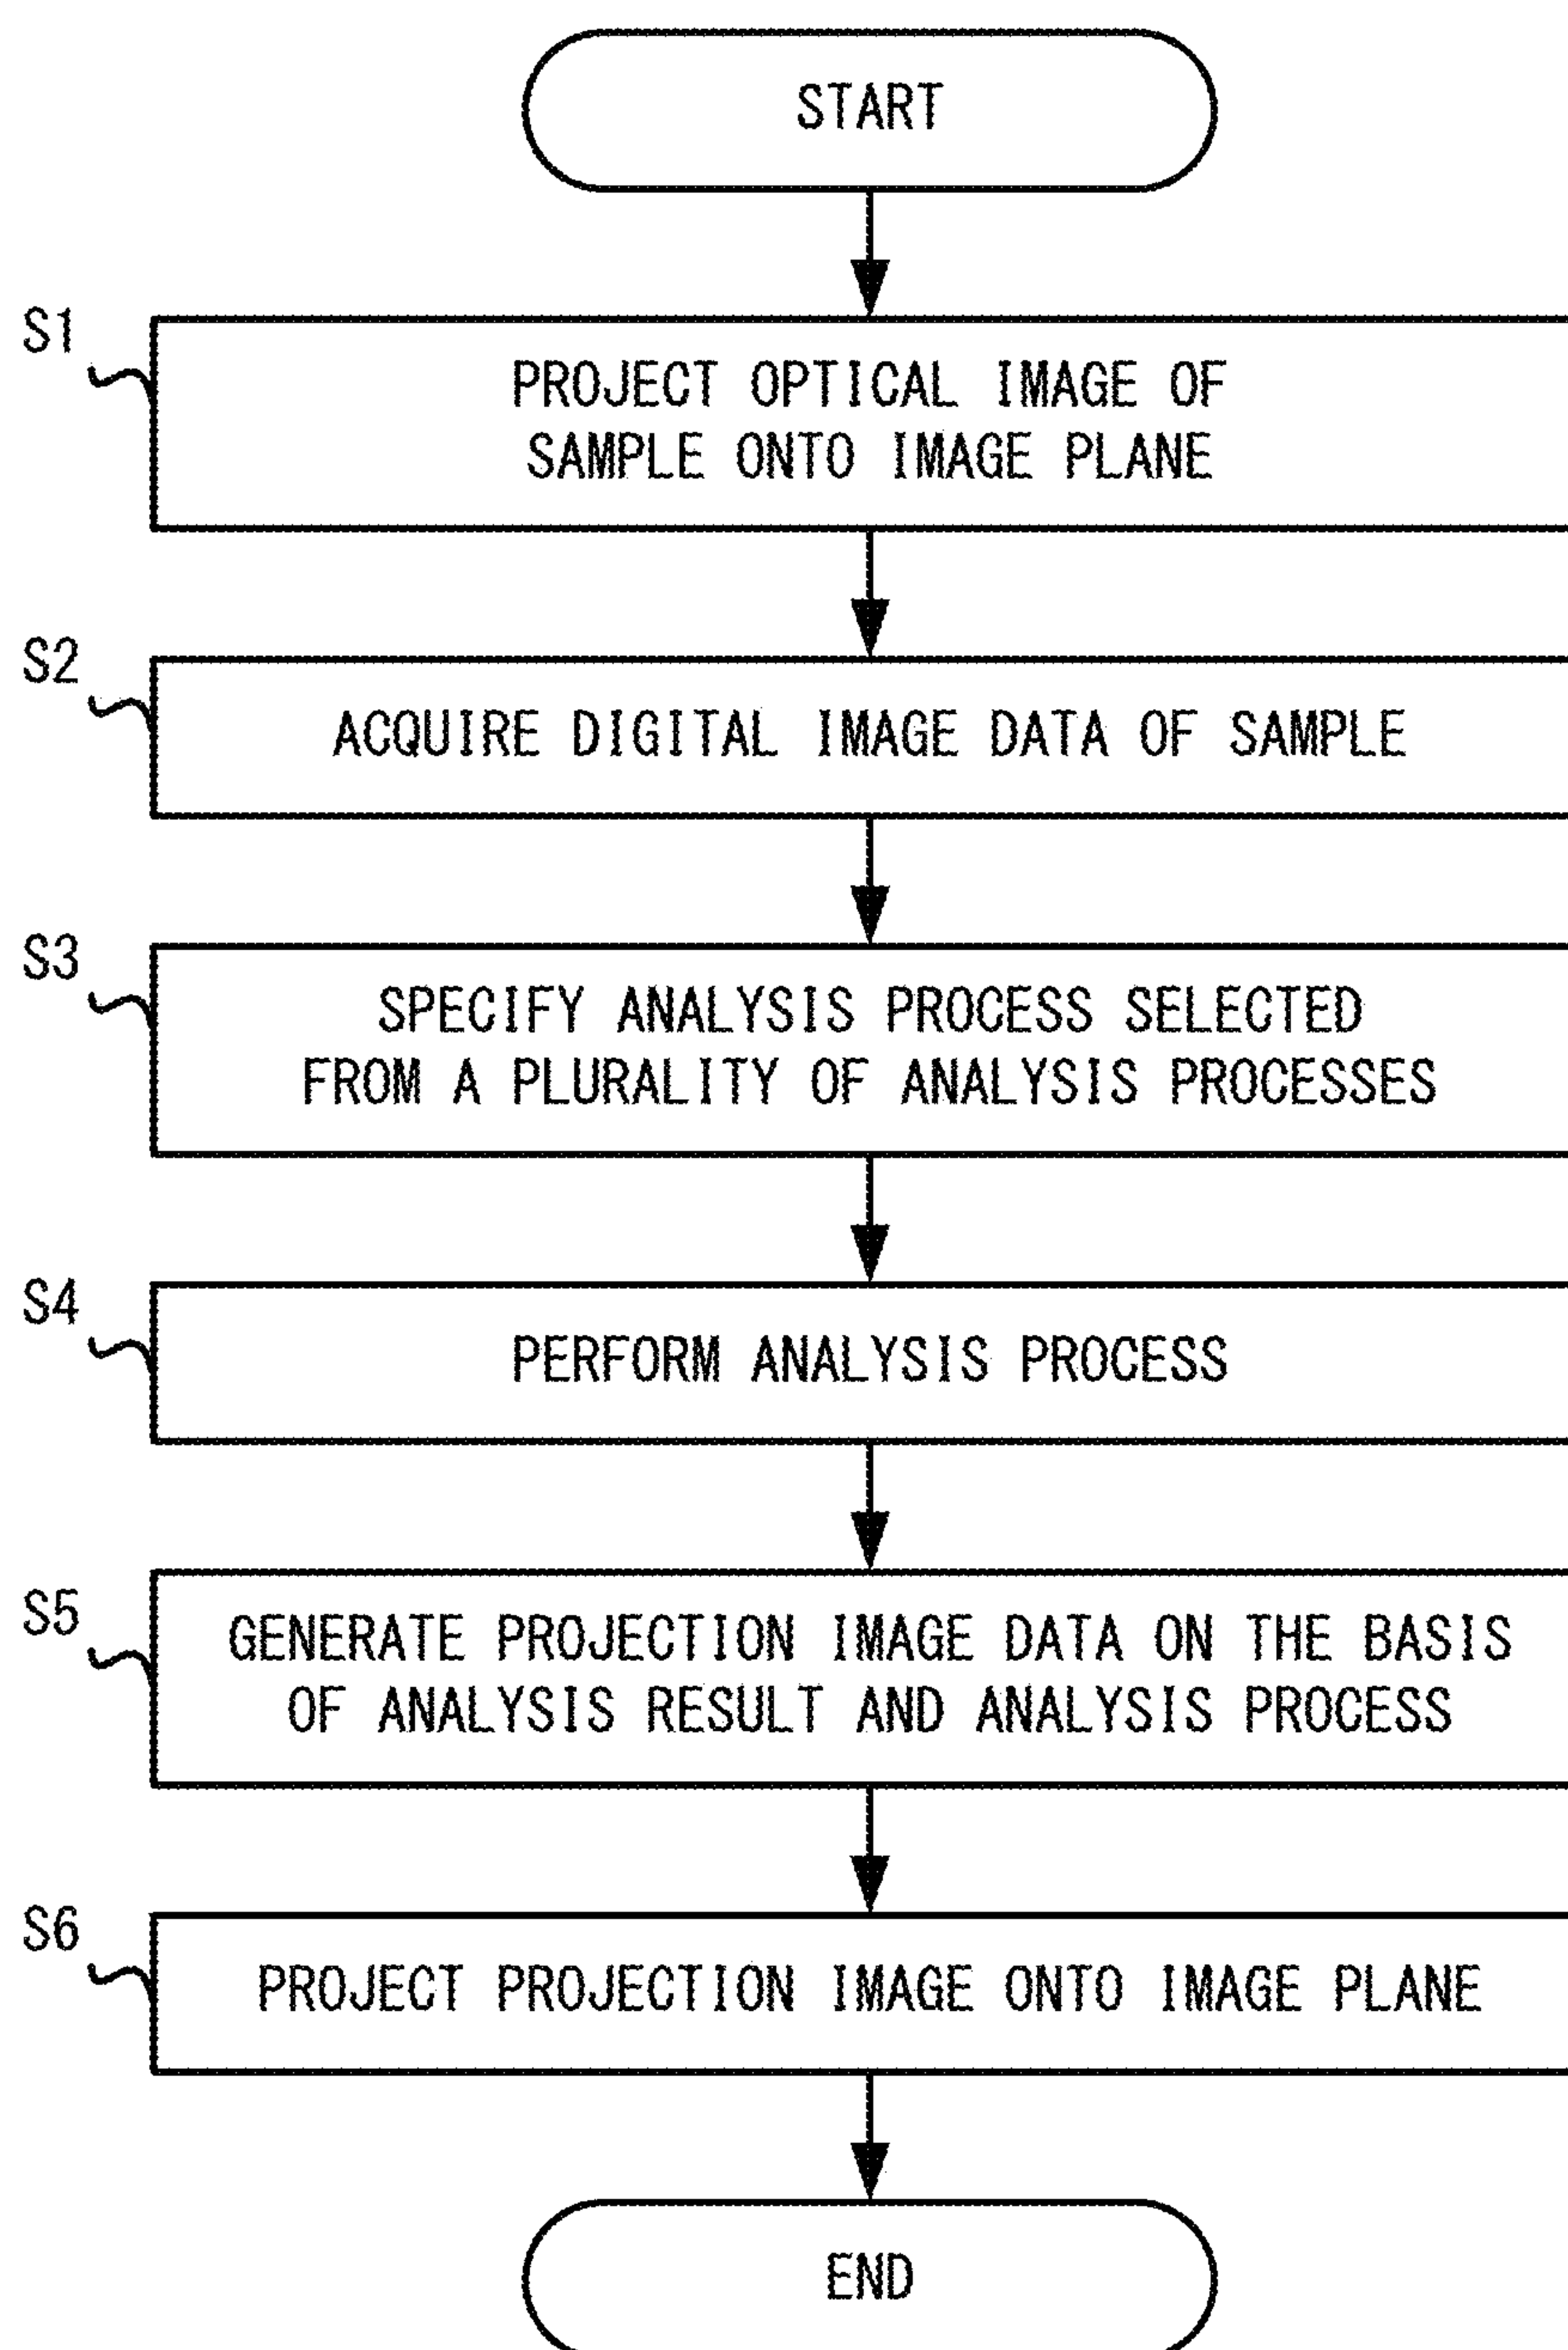 START
S1
PROJECT OPTICAL IMAGE OF
SAMPLE ONTO IMAGE PLANE
S2
ACQUIRE DIGITAL IMAGE DATA OF SAMPLE
S3
SPECIFY ANALYSIS PROCESS SELECTED
FROM A PLURALITY OF ANALYSIS PROCESSES
S4
PERFORM ANALYSIS PROCESS
S5
GENERATE PROJECTION IMAGE DATA ON THE BASIS
OF ANALYSIS RESULT AND ANALYSIS PROCESS
S6
PROJECT PROJECTION IMAGE ONTO IMAGE PLANE
END